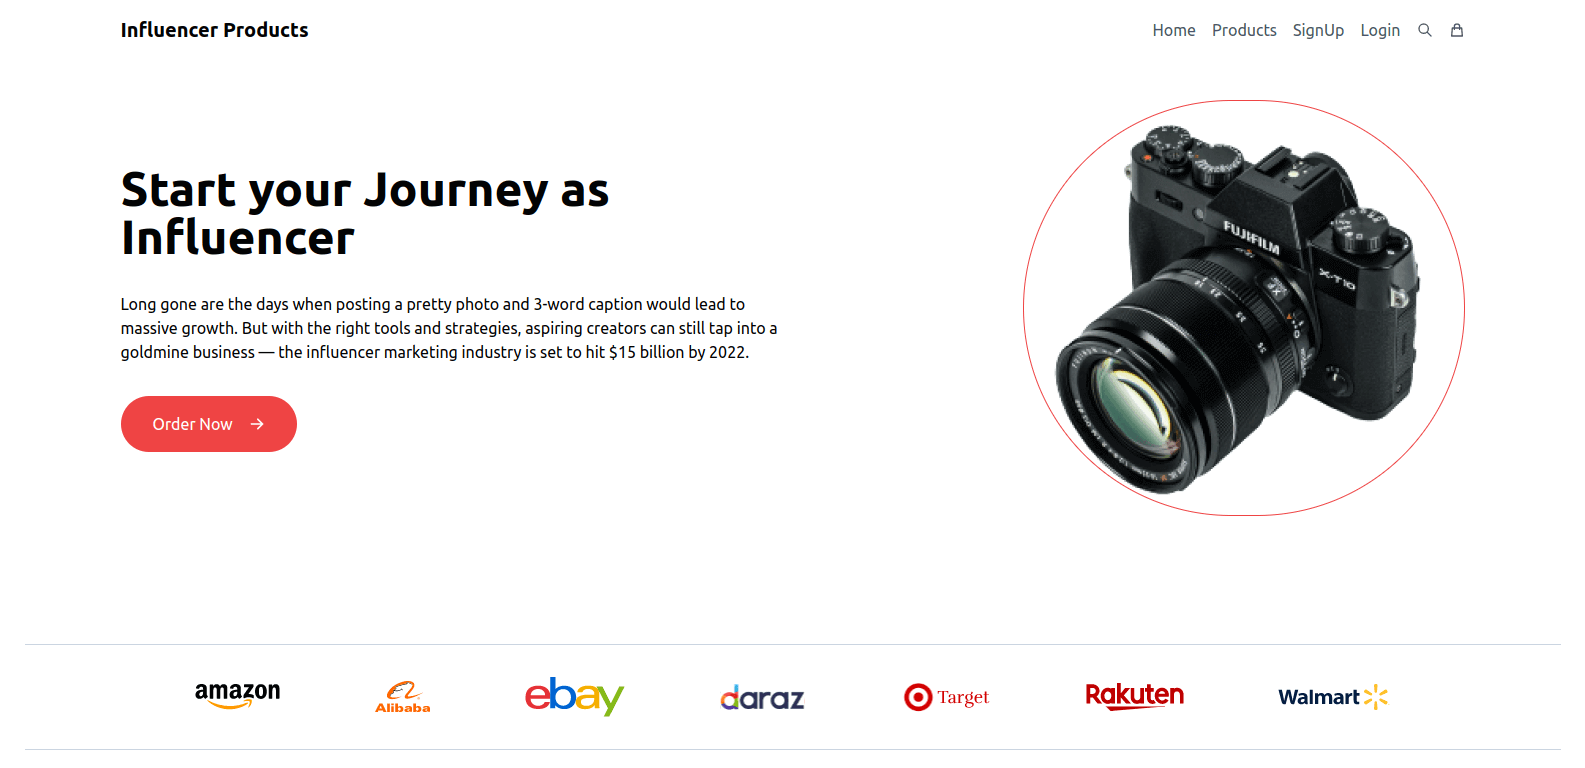 Influencer Products
Home Products SignUp Login
Start your Journey as
Influencer
Long gone are the days when posting a pretty photo and 3-word caption would lead to
massive growth. But with the right tools and strategies, aspiring creators can still tap into a
goldmine business — the influencer marketing industry is set to hit $15 billion by 2022.
Order Now
FUJIFILM
X-T10
XF
amazon
Alibaba
ebay
daraz
Target
Rakuten
Walmart